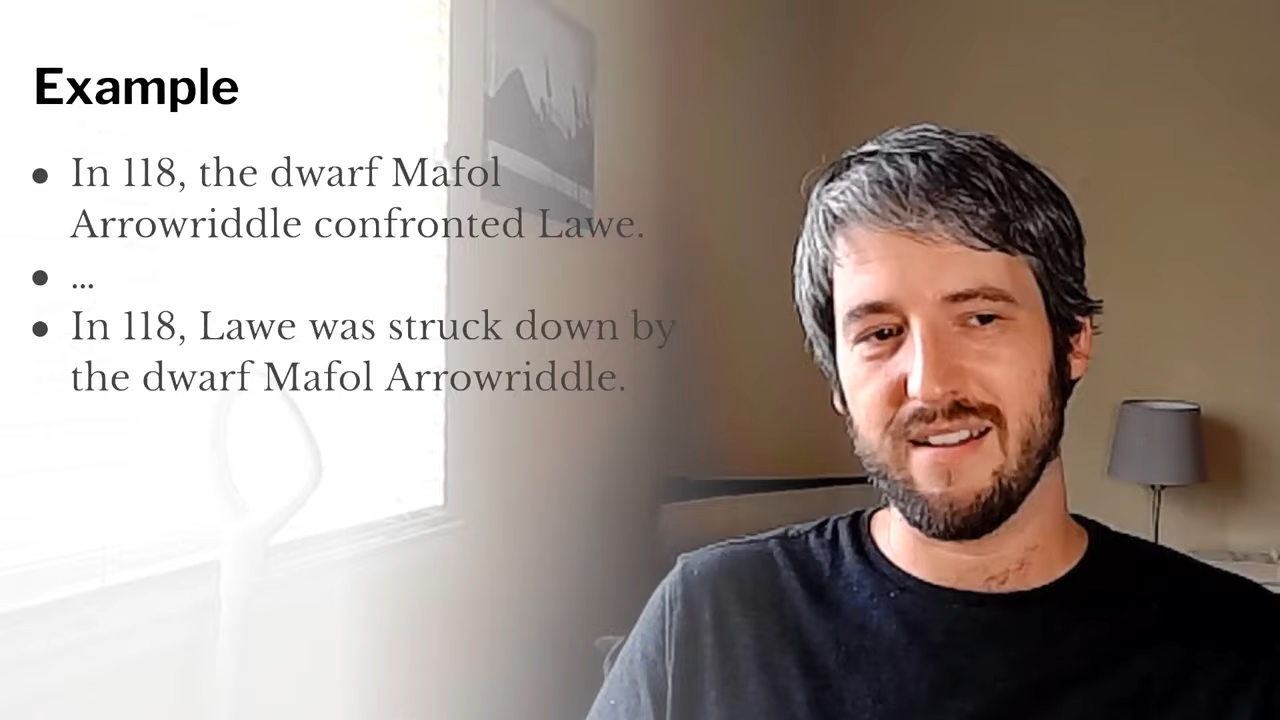 Example
• In 118, the dwarf Mafol
Arrowriddle confronted Lawe.
• ...
• In 118, Lawe was struck down by
the dwarf Mafol Arrowriddle.